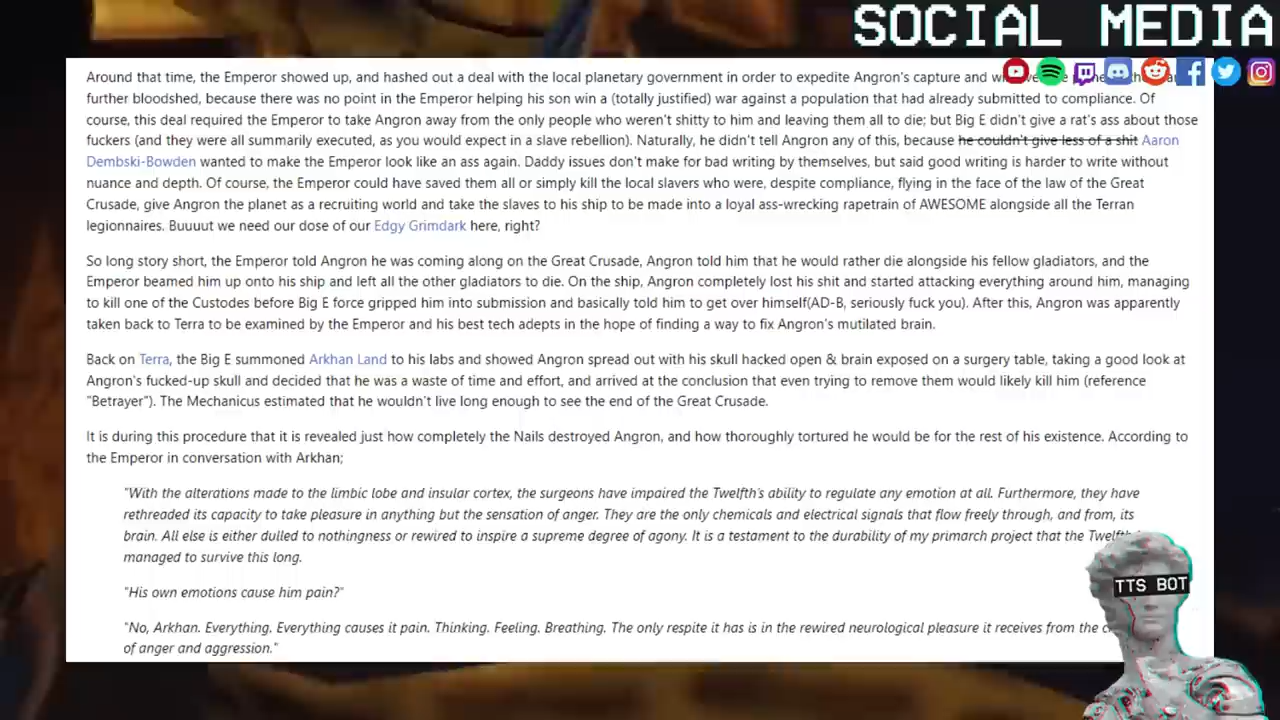 SOCIAL MEDIA
Around that time, the Emperor showed up, and hashed out a deal with the local planetary government in order to expedite Angron's capture and
further bloodshed, because there was no point in the Emperor helping his son win a (totally justified) war against a population that had already submitted to compliance. Of
course, this deal required the Emperor to take Angron away from the only people who weren't shitty to him and leaving them all to die; but Big E didn't give a rat's ass about those
fuckers (and they were all summarily executed, as you would expect in a slave rebellion). Naturally, he didn't tell Angron any of this, because he couldn't give less of a shit Aaron
Dembski-Bowden wanted to make the Emperor look like an ass again. Daddy issues don't make for bad writing by themselves, but said good writing is harder to write without
nuance and depth. Of course, the Emperor could have saved them all or simply kill the local slavers who were, despite compliance, flying in the face of the law of the Great
Crusade, give Angron the planet as a recruiting world and take the slaves to his ship to be made into a loyal ass-wrecking rapetrain of AWESOME alongside all the Terran
legionnaires. Buuuut we need our dose of our Edgy Grimdark here, right?
So long story short, the Emperor told Angron he was coming along on the Great Crusade, Angron told him that he would rather die alongside his fellow gladiators, and the
Emperor beamed him up onto his ship and left all the other gladiators to die. On the ship, Angron completely lost his shit and started attacking everything around him, managing
to kill one of the Custodes before Big E force gripped him into submission and basically told him to get over himself(AD-B, seriously fuck you). After this, Angron was apparently
taken back to Terra to be examined by the Emperor and his best tech adepts in the hope of finding a way to fix Angron's mutilated brain.
Back on Terra, the Big E summoned Arkhan Land to his labs and showed Angron spread out with his skull hacked open & brain exposed on a surgery table, taking a good look at
Angron's fucked-up skull and decided that he was a waste of time and effort, and arrived at the conclusion that even trying to remove them would likely kill him (reference
"Betrayer"). The Mechanicus estimated that he wouldn't live long enough to see the end of the Great Crusade.
It is during this procedure that it is revealed just how completely the Nails destroyed Angron, and how thoroughly tortured he would be for the rest of his existence. According to
the Emperor in conversation with Arkhan;
"With the alterations made to the limbic lobe and insular cortex, the surgeons have impaired the Twelfth's ability to regulate any emotion at all. Furthermore, they have
rethreaded its capacity to take pleasure in anything but the sensation of anger. They are the only chemicals and electrical signals that flow freely through, and from, its
brain. All else is either dulled to nothingness or rewired to inspire a supreme degree of agony. It is a testament to the durability of my primarch project that the Twelfth
managed to survive this long.
"His own emotions cause him pain?"
"No, Arkhan. Everything. Everything causes it pain. Thinking. Feeling. Breathing. The only respite it has is in the rewired neurological pleasure it receives from the
of anger and aggression."
TTS BOT